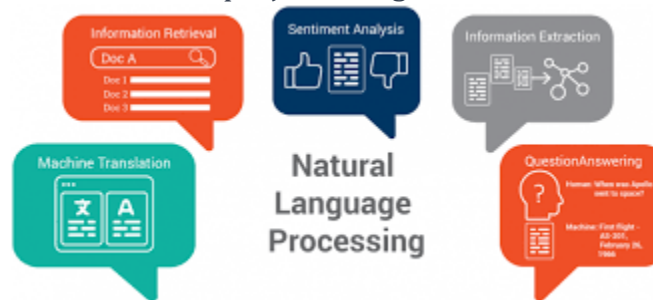 Information Retrieval
Doc A
Doc 1
Doc 2
Doc 3
Sentiment Analysis
Information Extraction
Machine Translation
文 A
Natural
Language
Processing
QuestionAnswering
?
Human: When was Apollo
sent to space?
Machine: First flight -
AS-201,
February 26,
1966